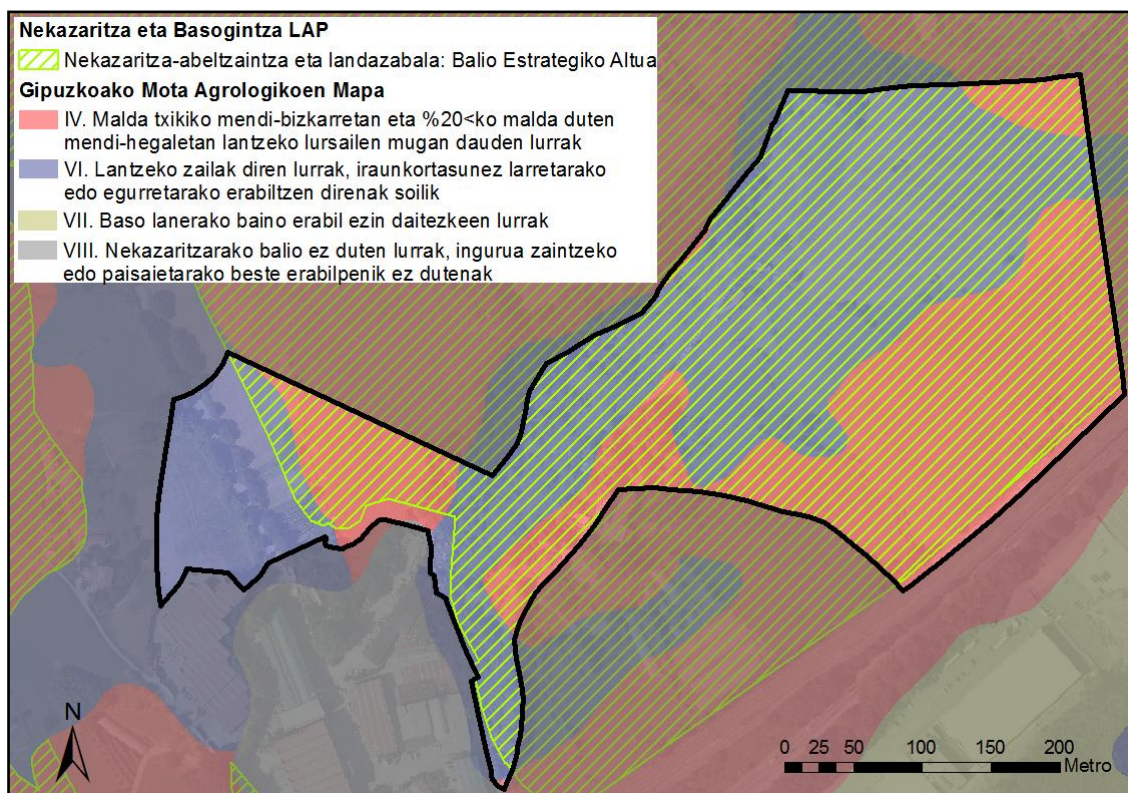 Nekazaritza eta Basogintza LAP
Nekazaritza-abeltzaintza eta landazabala: Balio Estrategiko Altua
Gipuzkoako Mota Agrologikoen Mapa
IV. Malda txikiko mendi-bizkarretan eta %20<ko malda duten
mendi-hegaletan lantzeko lursailen mugan dauden lurrak
VI. Lantzeko zailak diren lurrak, iraunkortasunez larretarako
edo egurretarako erabiltzen direnak soilik
VII. Baso lanerako baino erabil ezin daitezkeen lurrak
VIII. Nekazaritzarako balio ez duten lurrak, ingurua zaintzeko
edo paisaietarako beste erabilpenik ez dutenak
N
0 25 50 100 150 200
Metro